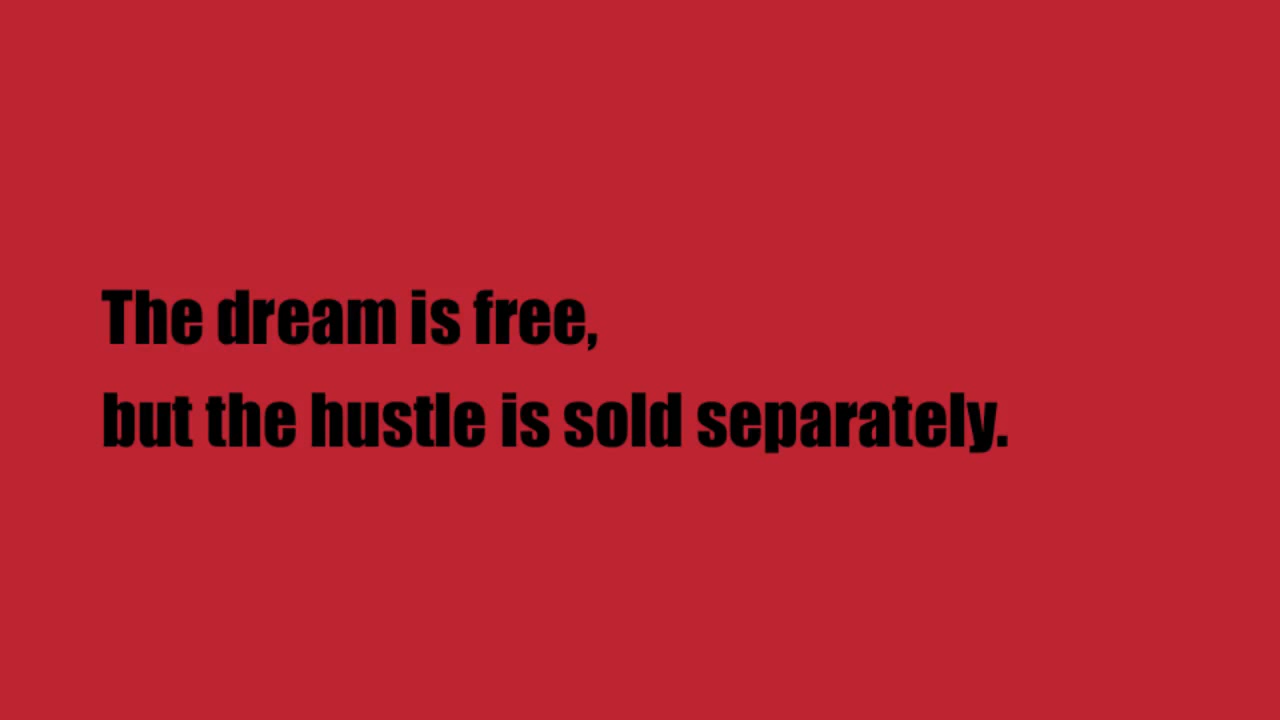 The dream is free,
but the hustle is sold separately.